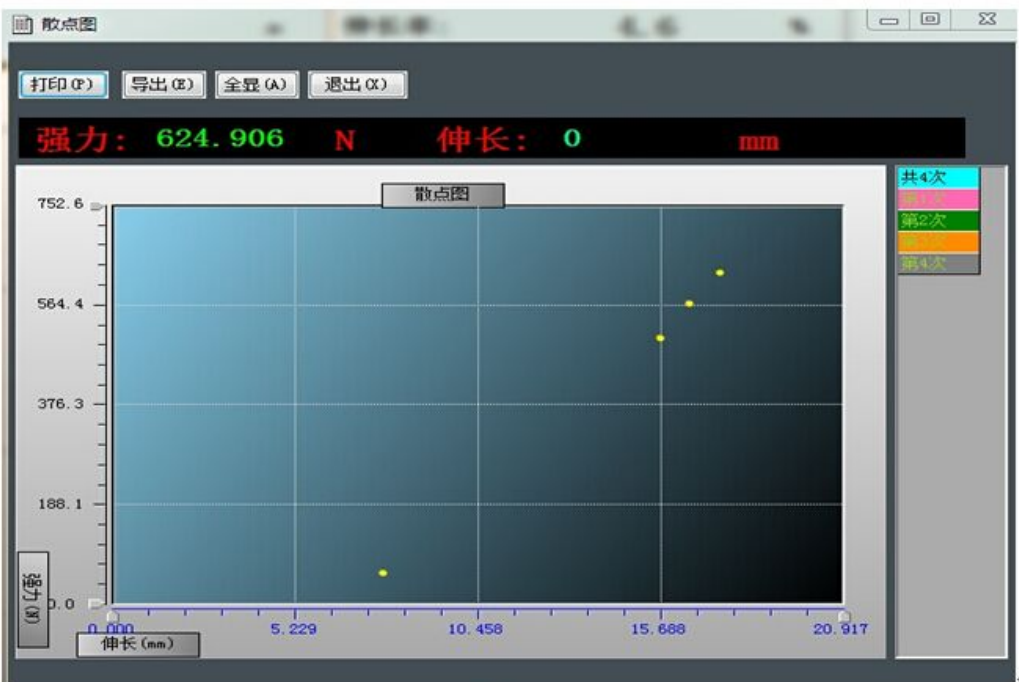 散点图
打印(P) 导出(E) 全显(A) 退出(X)
强力: 624.906 N 伸长: 0 mm
散点图
共4次
第1次
第2次
第3次
第4次
752.6
564.4
376.3
188.1
0.0
强力(N)
0.000 5.229 10.458 15.688 20.917
伸长(mm)